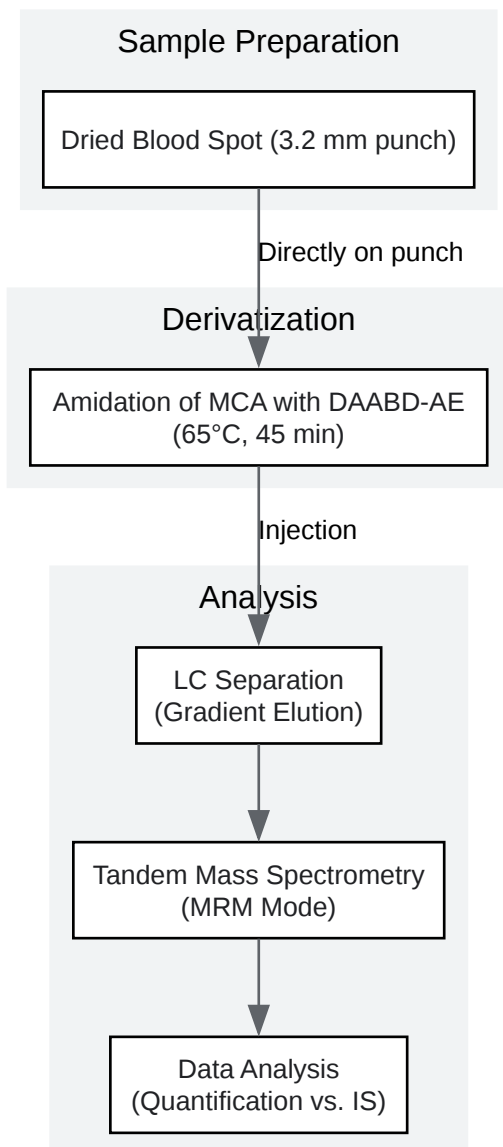 Sample Preparation
Dried Blood Spot (3.2 mm punch)
Directly on punch
Derivatization
Amidation of MCA with DAABD-AE
(65°C, 45 min)
Injection
Analysis
LC Separation
(Gradient Elution)
Tandem Mass Spectrometry
(MRM Mode)
Data Analysis
(Quantification vs. IS)